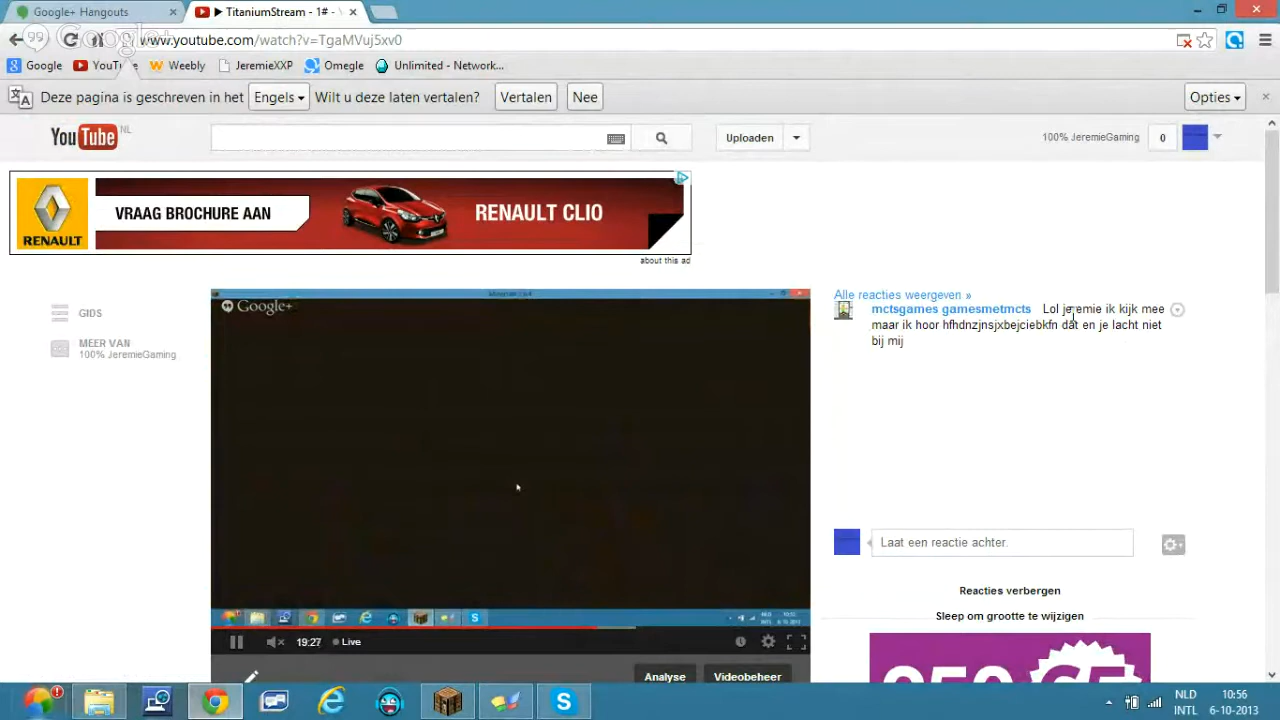 Google+ Hangouts
TitaniumStream - 1# -
Google+
www.youtube.com/watch?v=TgaMVuj5xv0
Google
YouTube
Weebly
JeremieXXP
Omegle
Unlimited - Network...
Deze pagina is geschreven in het
Engels
Wilt u deze laten vertalen?
Vertalen
Nee
Opties
YouTube NL
Uploaden
100% JeremieGaming
0
RENAULT
VRAAG BROCHURE AAN
RENAULT CLIO
about this ad
GIDS
MEER VAN
100% JeremieGaming
Google+
Alle reacties weergeven »
mctsgames gamesmetmcts Lol jeremie ik kijk mee
maar ik hoor hfhdnzjnsjxbejciebkfn dat en je lacht niet
bij mij
Laat een reactie achter.
Reacties verbergen
Sleep om grootte te wijzigen
19:27
Live
Analyse
Videobeheer
NLD
INTL
10:56
6-10-2013